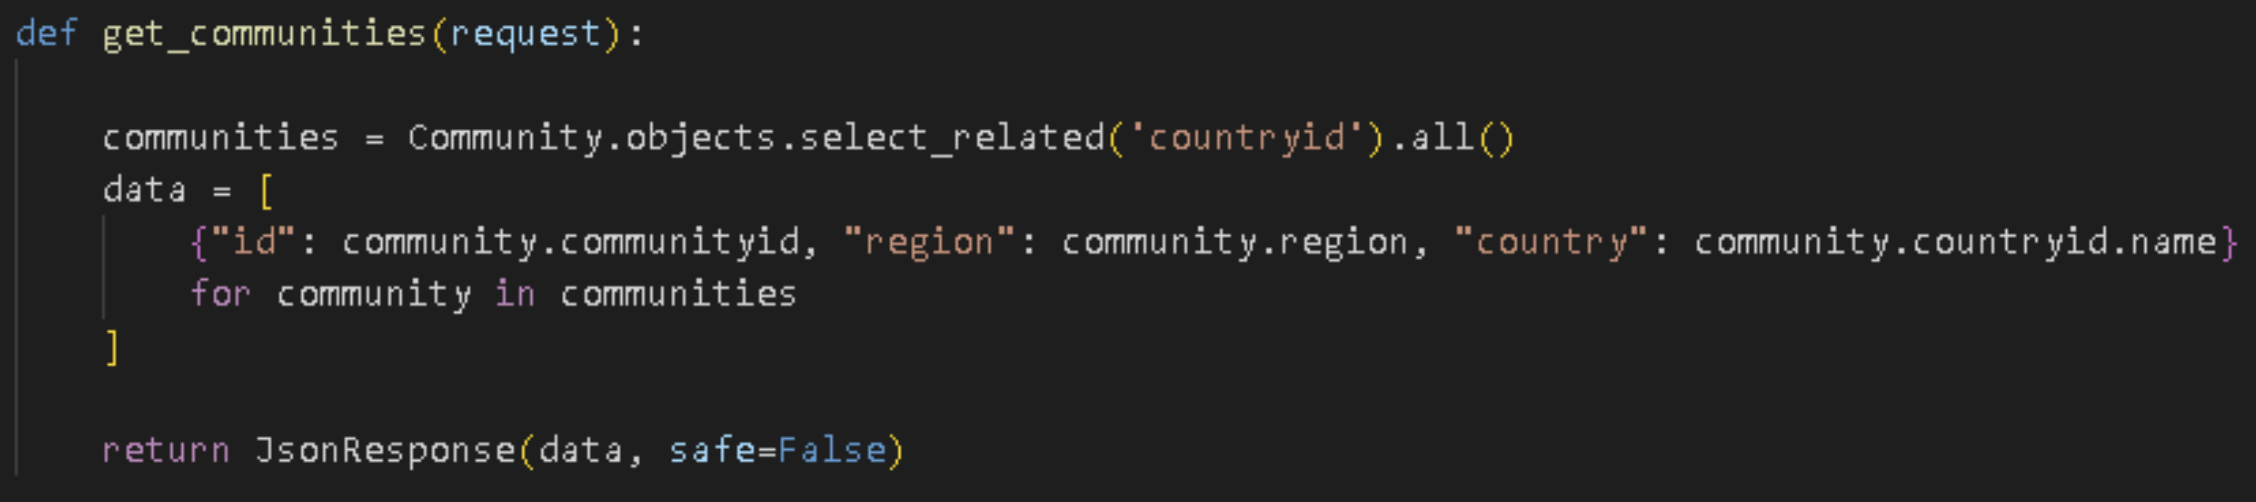 def get_communities(request):
    communities = Community.objects.select_related('countryid').all()
    data = [
        {"id": community.communityid, "region": community.region, "country": community.countryid.name}
        for community in communities
    ]
    return JsonResponse(data, safe=False)